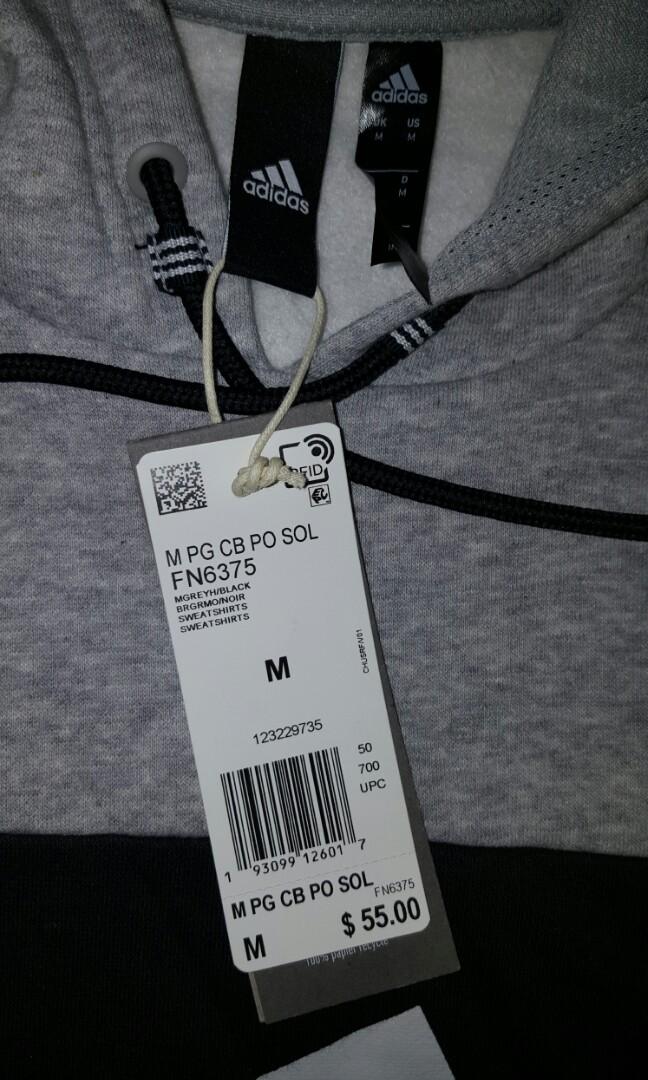 adidas
adidas
UK US
M M
D
M
RFID
M PG CB PO SOL
FN6375
MGREYH/BLACK
BRGRMO/NOIR
SWEATSHIRTS
SWEATSHIRTS
M
123229735
50
700
UPC
1 93099 12601 7
M PG CB PO SOL FN6375
M $ 55.00
100% papier recyclé